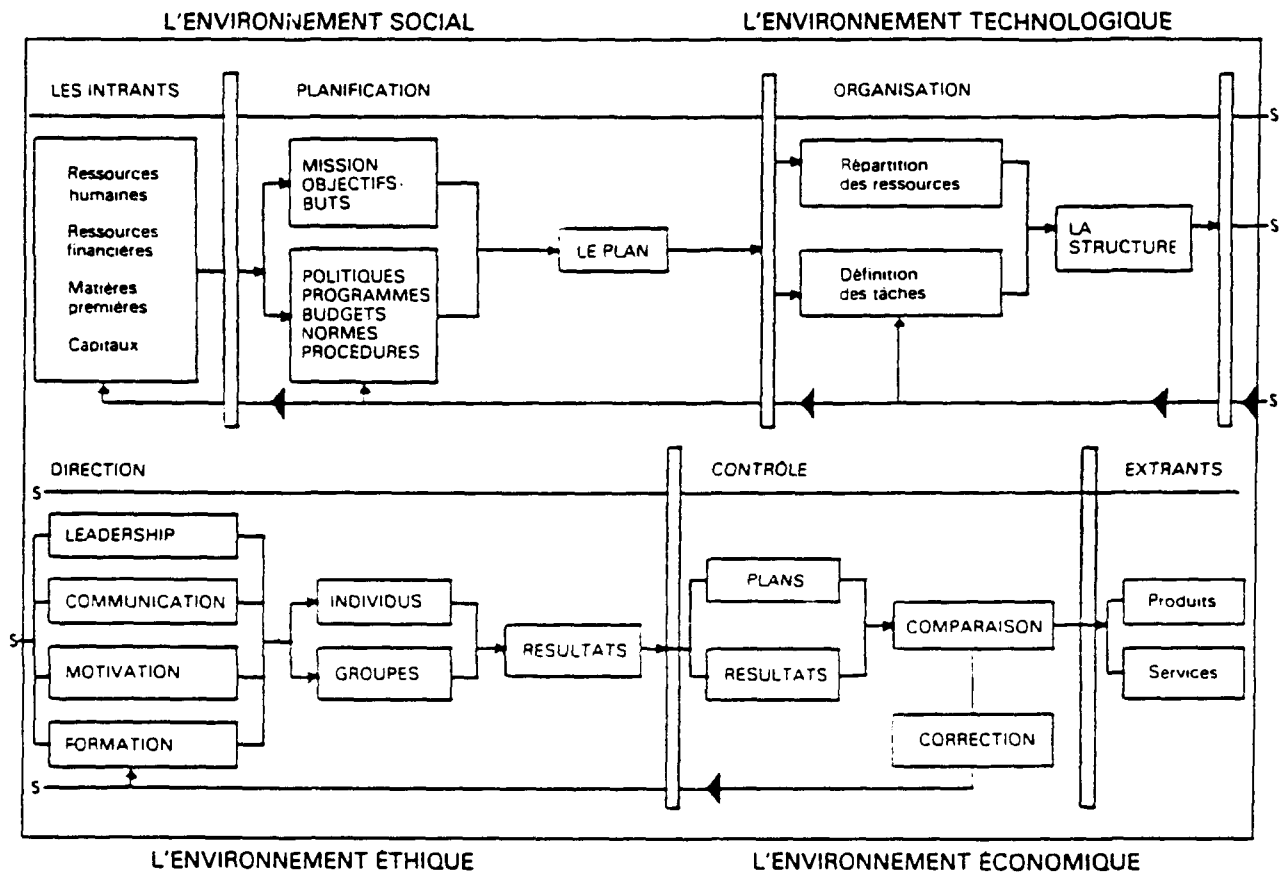 L'ENVIRONNEMENT SOCIAL
L'ENVIRONNEMENT TECHNOLOGIQUE
LES INTRANTS
PLANIFICATION
ORGANISATION
S
Ressources
humaines
Ressources
financières
Matières
premières
Capitaux
MISSION
OBJECTIFS
BUTS
POLITIQUES
PROGRAMMES
BUDGETS
NORMES
PROCÉDURES
LE PLAN
Répartition
des ressources
Définition
des tâches
LA
STRUCTURE
S
S
DIRECTION
CONTRÔLE
EXTRANTS
S
LEADERSHIP
COMMUNICATION
MOTIVATION
FORMATION
S
INDIVIDUS
GROUPES
RESULTATS
PLANS
RESULTATS
COMPARAISON
CORRECTION
Produits
Services
S
L'ENVIRONNEMENT ÉTHIQUE
L'ENVIRONNEMENT ÉCONOMIQUE